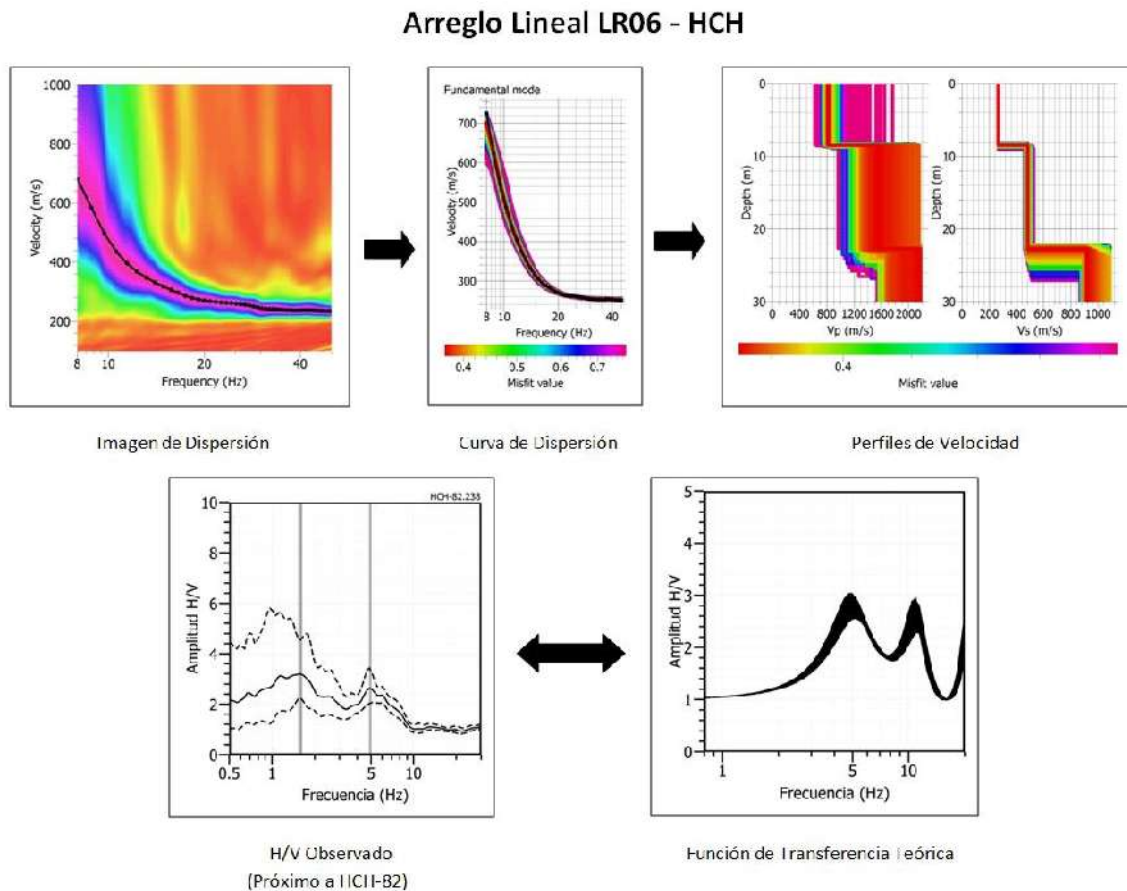 Arreglo Lineal LR06 - HCH
1000
800
600
400
200
Velocity (m/s)
8 10 20 40
Frequency (Hz)
Imagen de Dispersión
Fundamental mode
700
600
500
400
300
Velocity (m/s)
8 10 20 40
Frequency (Hz)
0.4 0.5 0.6 0.7
Misfit value
Curva de Dispersión
0
10
20
30
Depth (m)
0 400 800 1200 1600 2000
Vp (m/s)
0
10
20
30
Depth (m)
0 200 400 600 800 1000
Vs (m/s)
0.4
Misfit value
Perfiles de Velocidad
HCH-82.238
10
8
6
4
2
0
Amplitud H/V
0.5 1 5 10
Frecuencia (Hz)
H/V Observado
(Próximo a HCH-82)
5
4
3
2
1
0
Amplitud H/V
1 5 10
Frecuencia (Hz)
Función de Transferencia Teórica